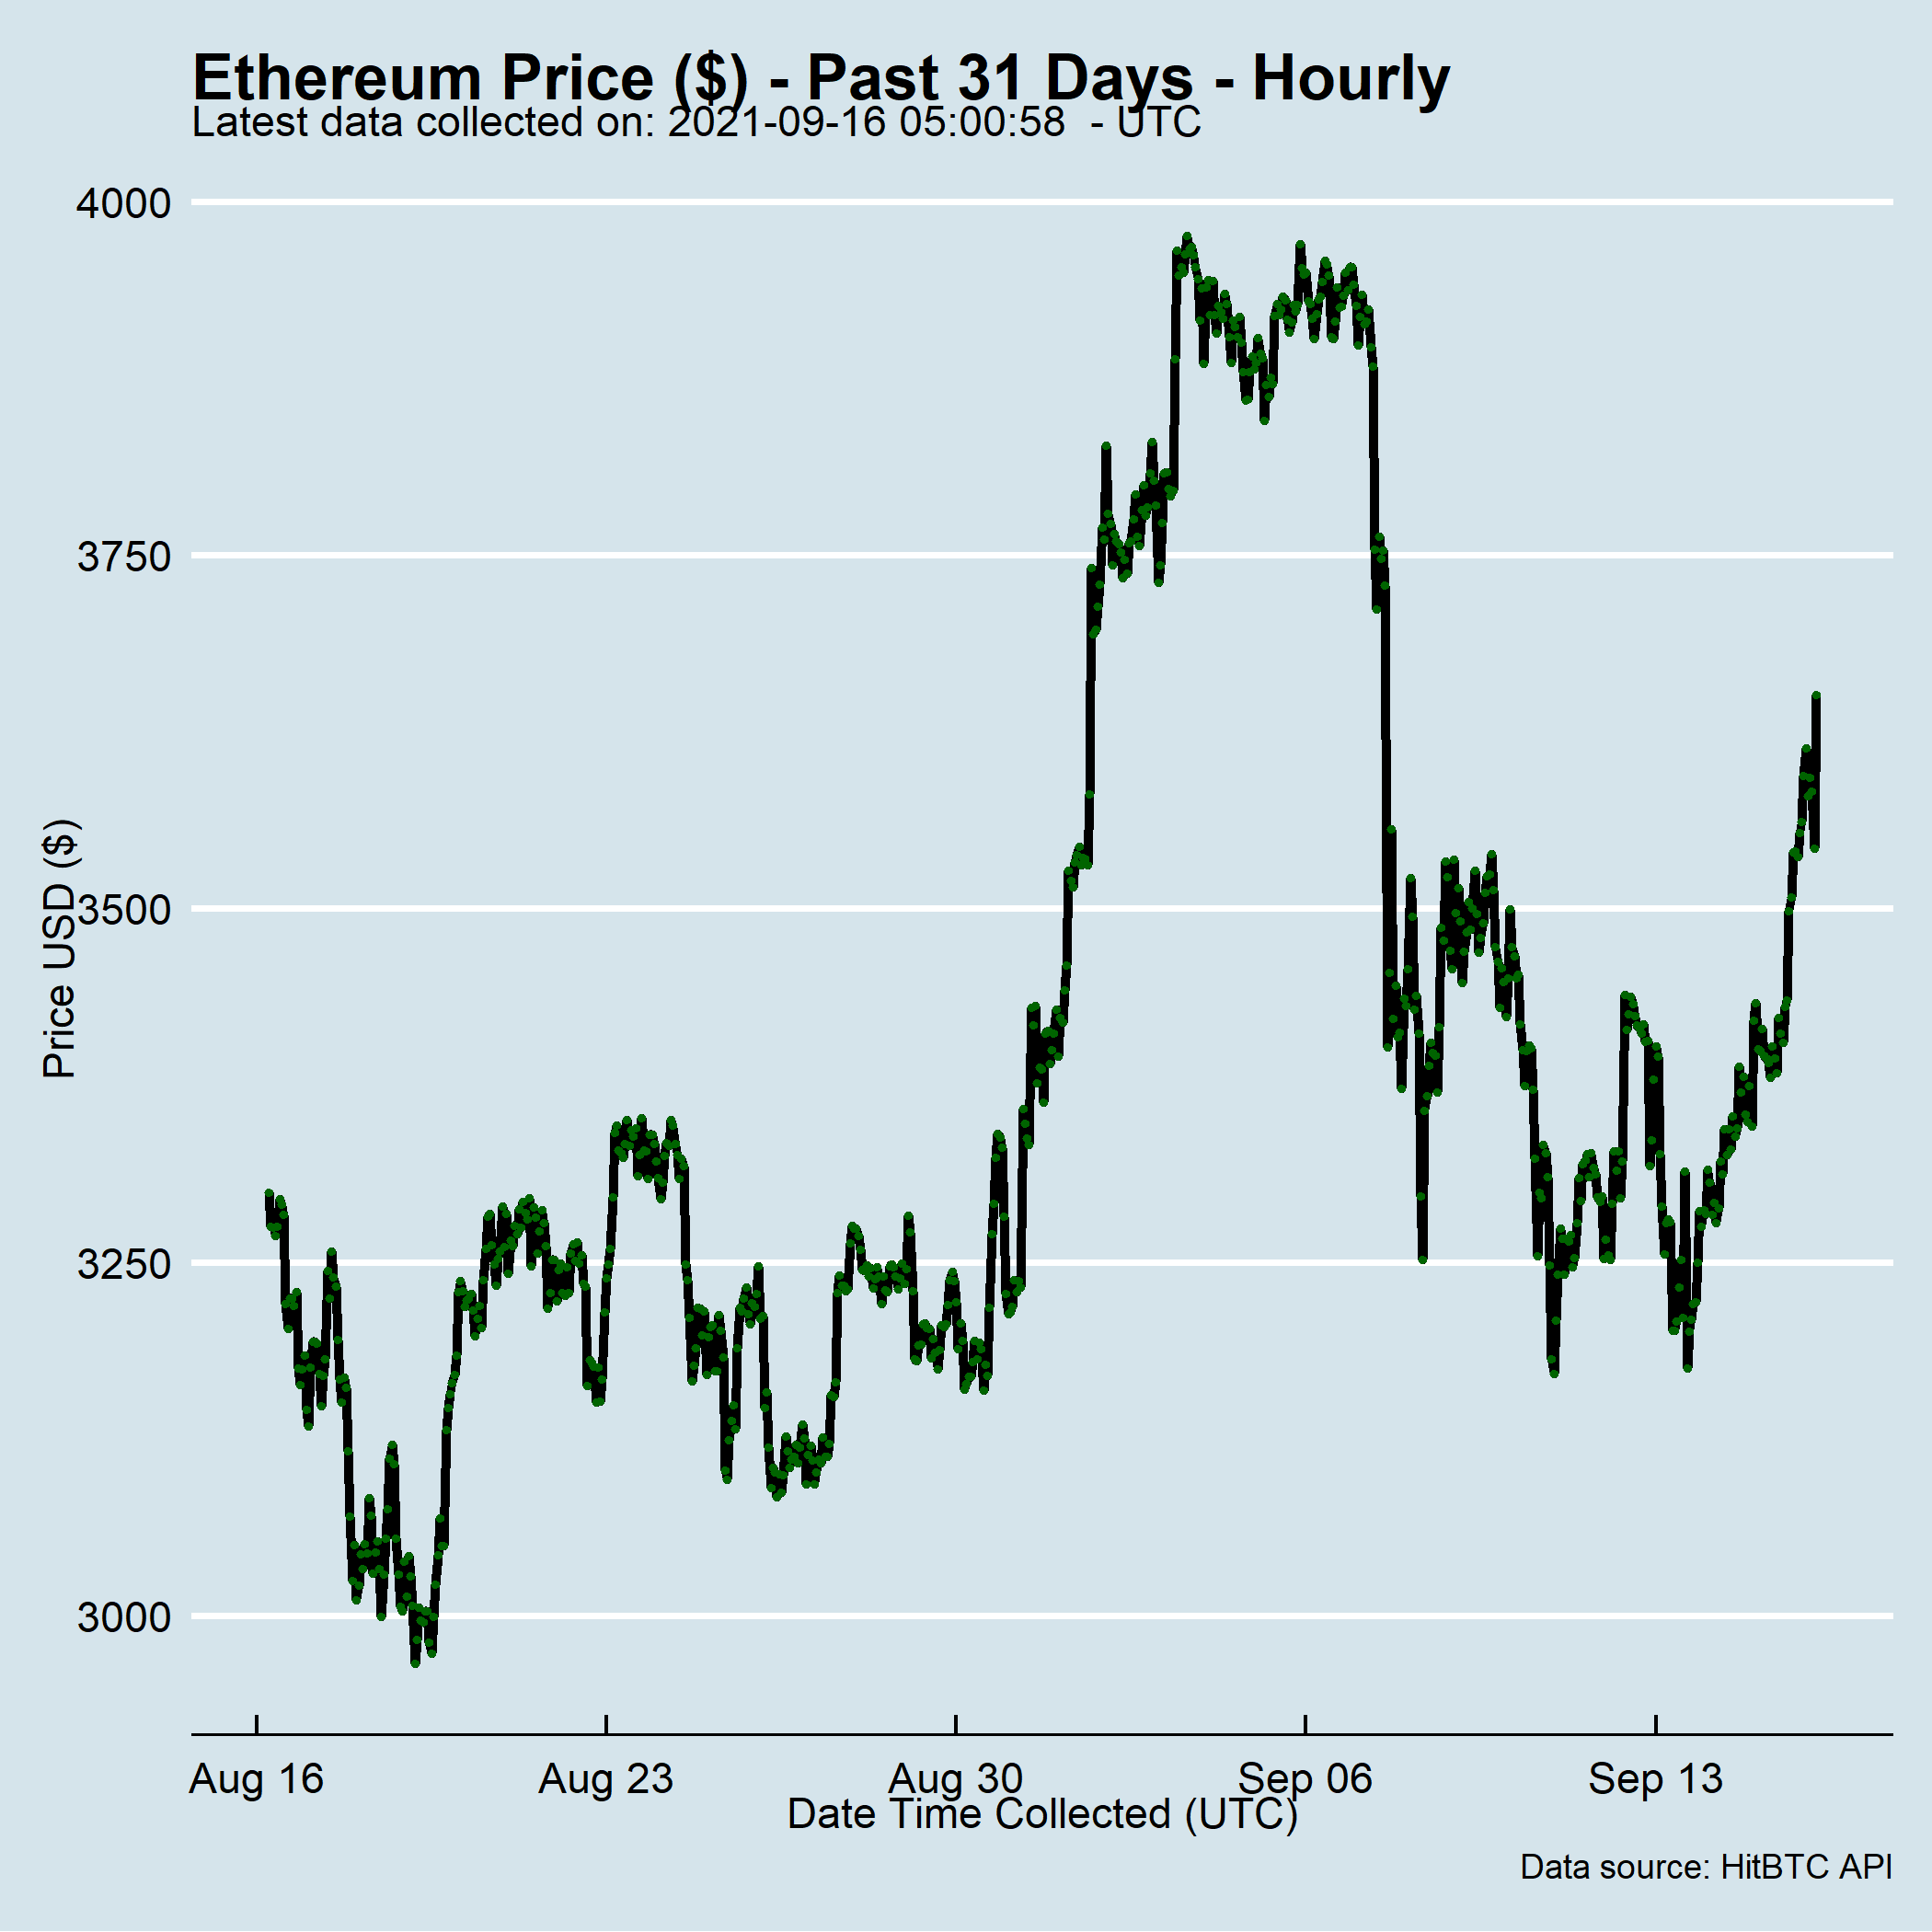 Ethereum Price ($) - Past 31 Days - Hourly
Latest data collected on: 2021-09-16 05:00:58  - UTC
4000
3750
3500
3250
3000
Price USD ($)
Aug 16
Aug 23
Aug 30
Sep 06
Sep 13
Date Time Collected (UTC)
Data source: HitBTC API